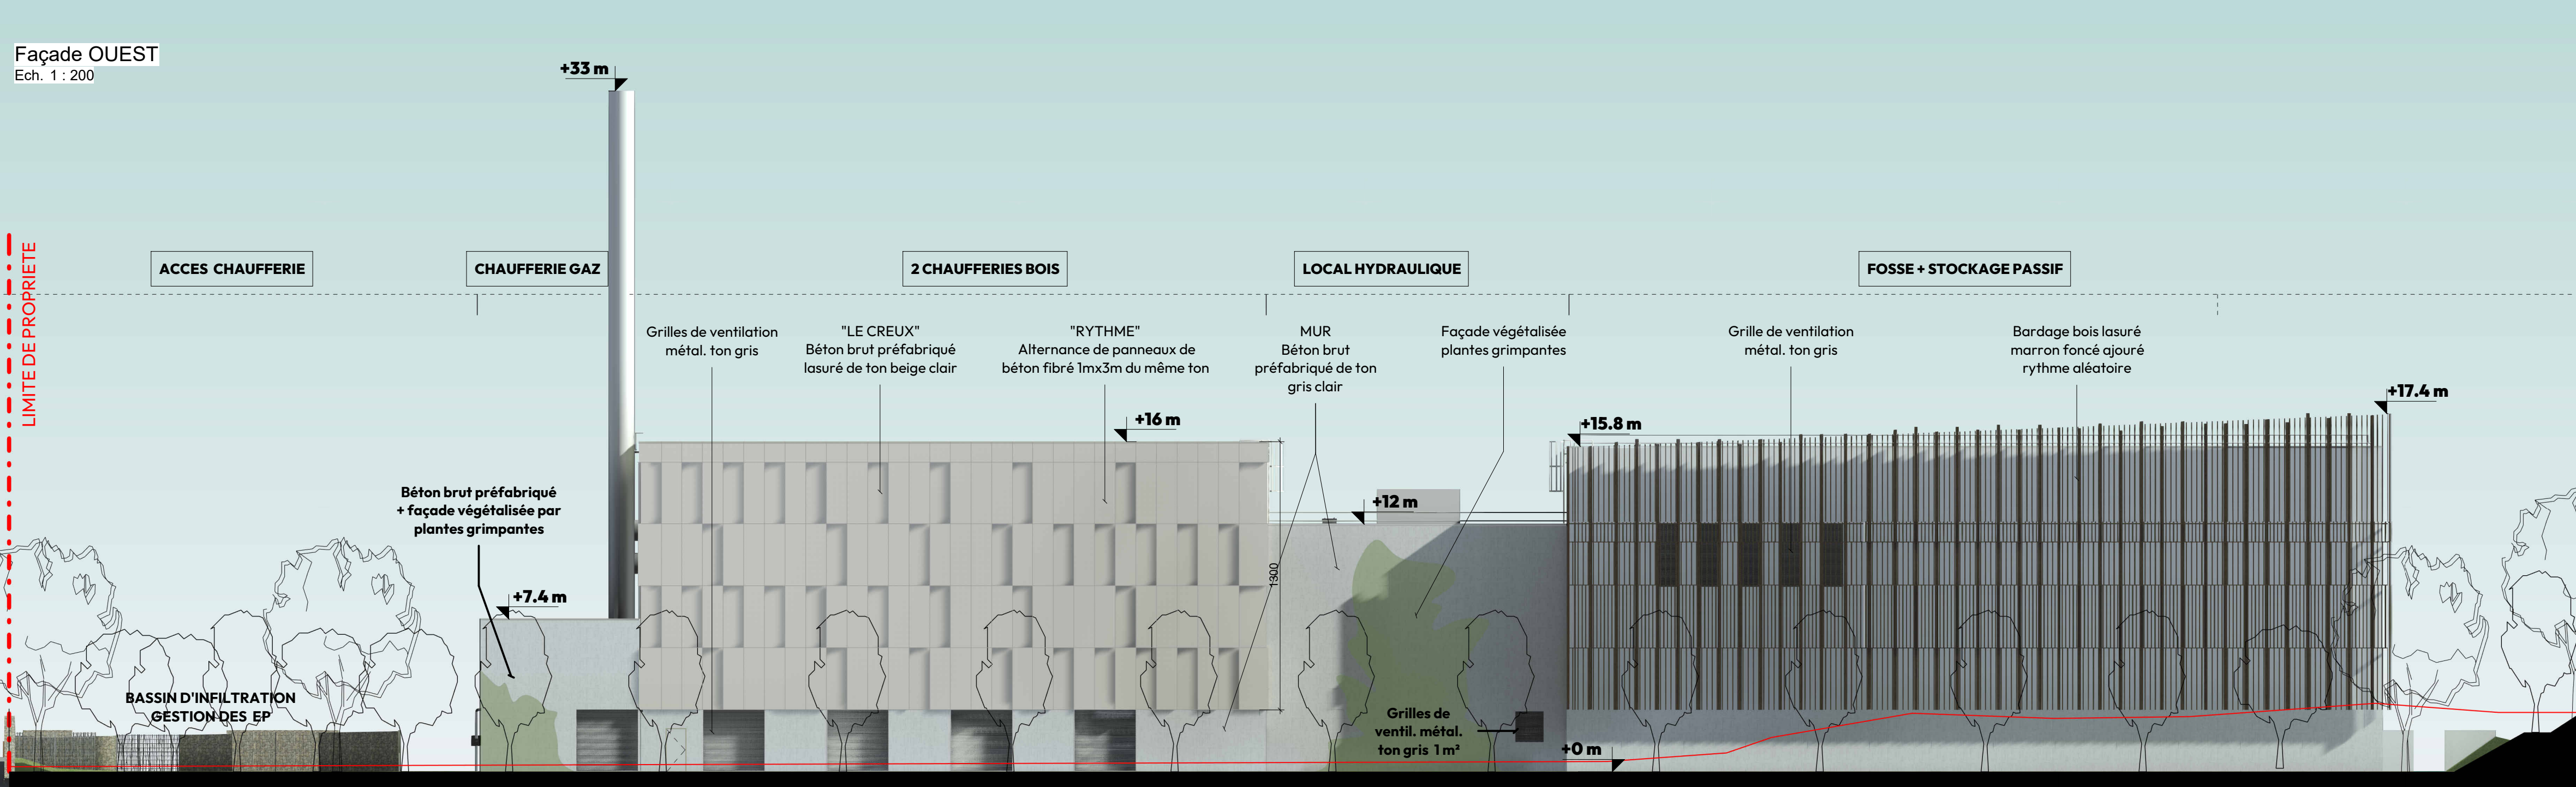 Façade OUEST
Ech. 1 : 200
+33 m
LIMITE DE PROPRIETE
ACCES CHAUFFERIE
CHAUFFERIE GAZ
2 CHAUFFERIES BOIS
LOCAL HYDRAULIQUE
FOSSE + STOCKAGE PASSIF
Grilles de ventilation
métal. ton gris
"LE CREUX"
Béton brut préfabriqué
lasuré de ton beige clair
"RYTHME"
Alternance de panneaux de
béton fibré 1mx3m du même ton
MUR
Béton brut
préfabriqué de ton
gris clair
Façade végétalisée
plantes grimpantes
Grille de ventilation
métal. ton gris
Bardage bois lasuré
marron foncé ajouré
rythme aléatoire
+17.4 m
+16 m
+15.8 m
Béton brut préfabriqué
+ façade végétalisée par
plantes grimpantes
+12 m
1300
+7.4 m
BASSIN D'INFILTRATION
GESTION DES EP
Grilles de
ventil. métal.
ton gris 1 m²
+0 m